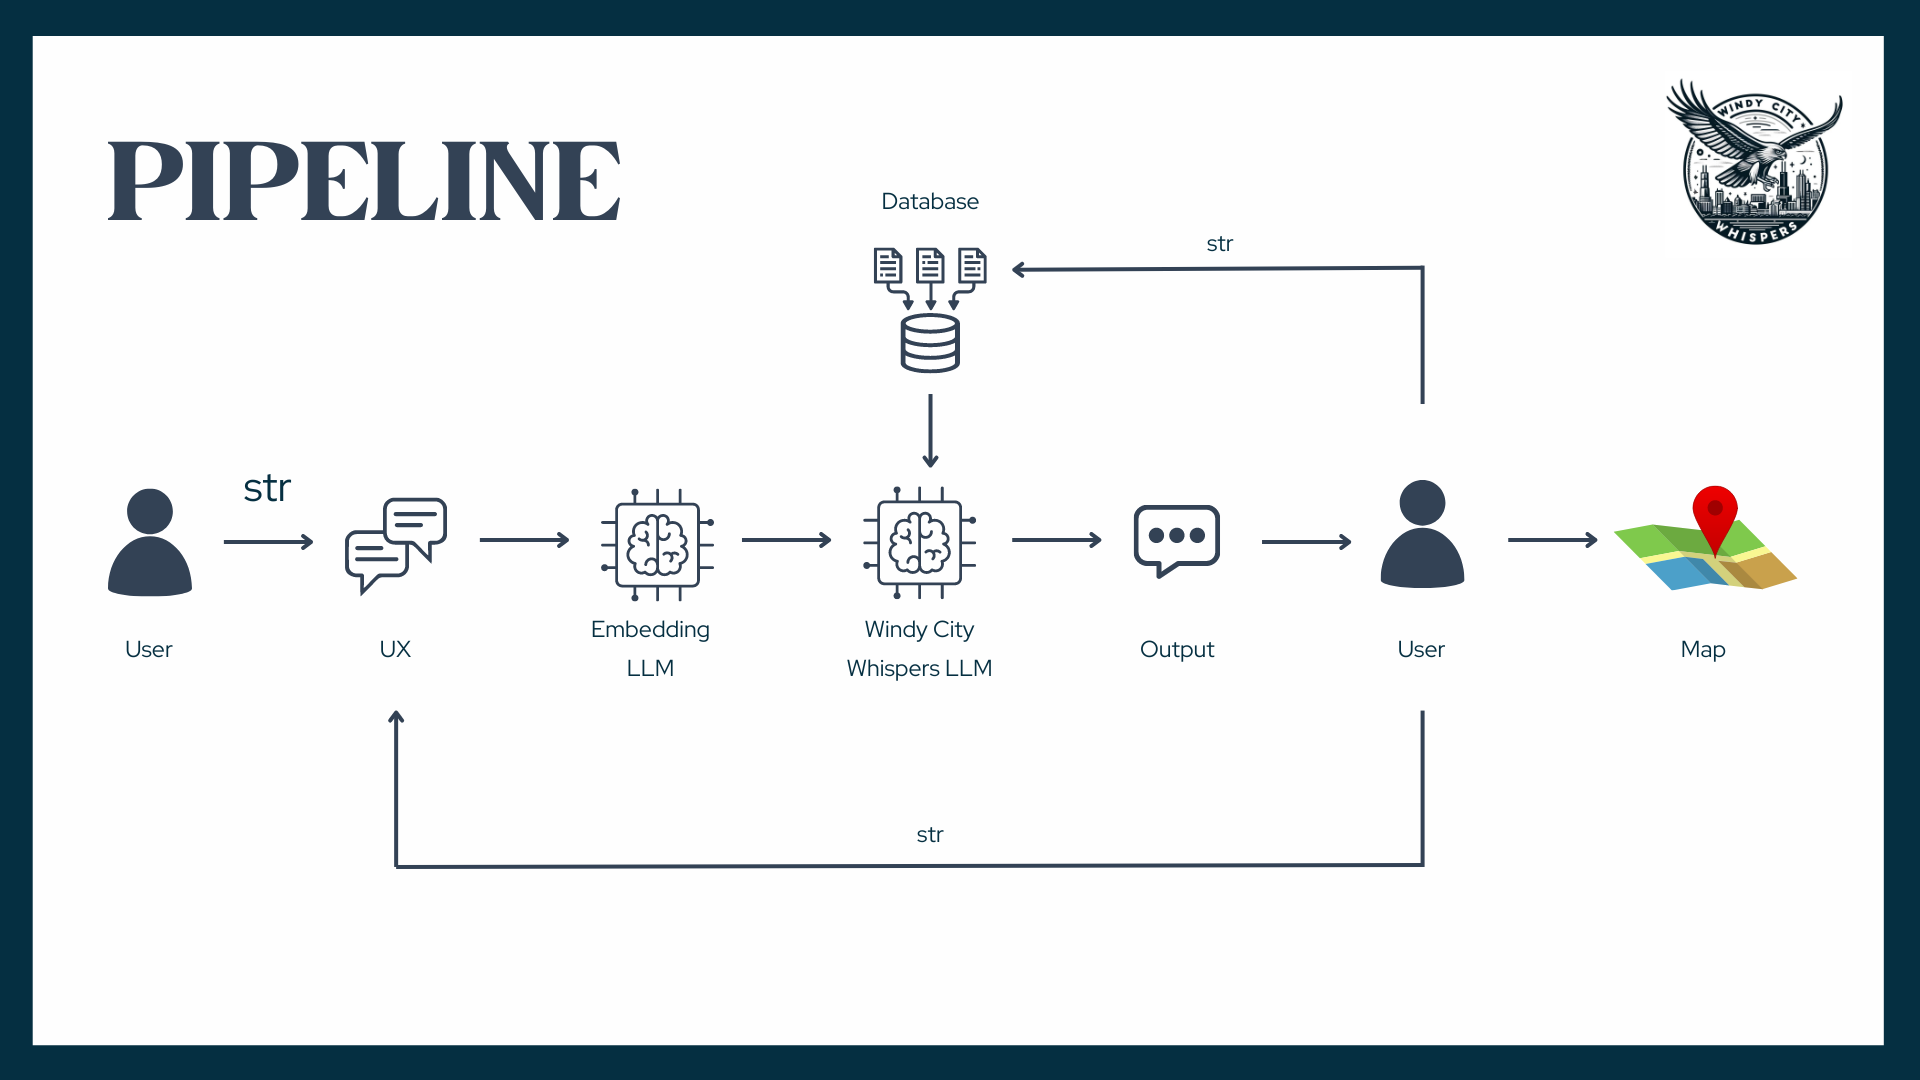 PIPELINE
WINDY CITY
WHISPERS
Database
str
str
User
UX
Embedding
LLM
Windy City
Whispers LLM
Output
User
Map
str